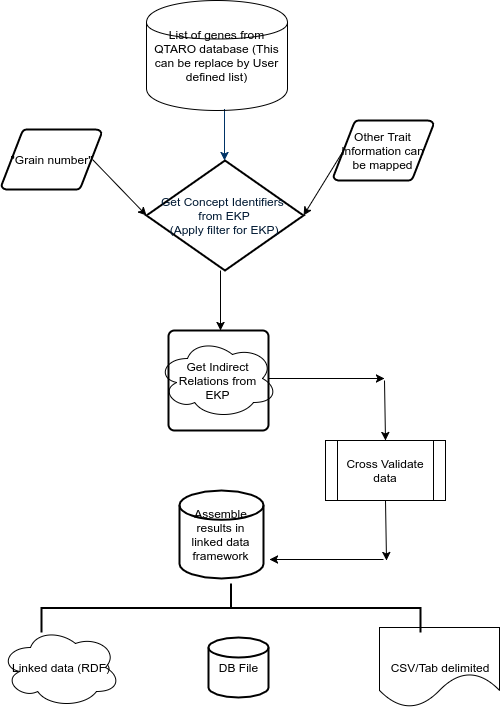 List of genes from
QTARO database (This
can be replace by User
defined list)
"Grain number"
Other Trait
Information can
be mapped
Get Concept Identifiers
from EKP
(Apply filter for EKP)
Get Indirect
Relations from
EKP
Cross Validate
data
Assemble
results in
linked data
framework
Linked data (RDF)
DB File
CSV/Tab delimited